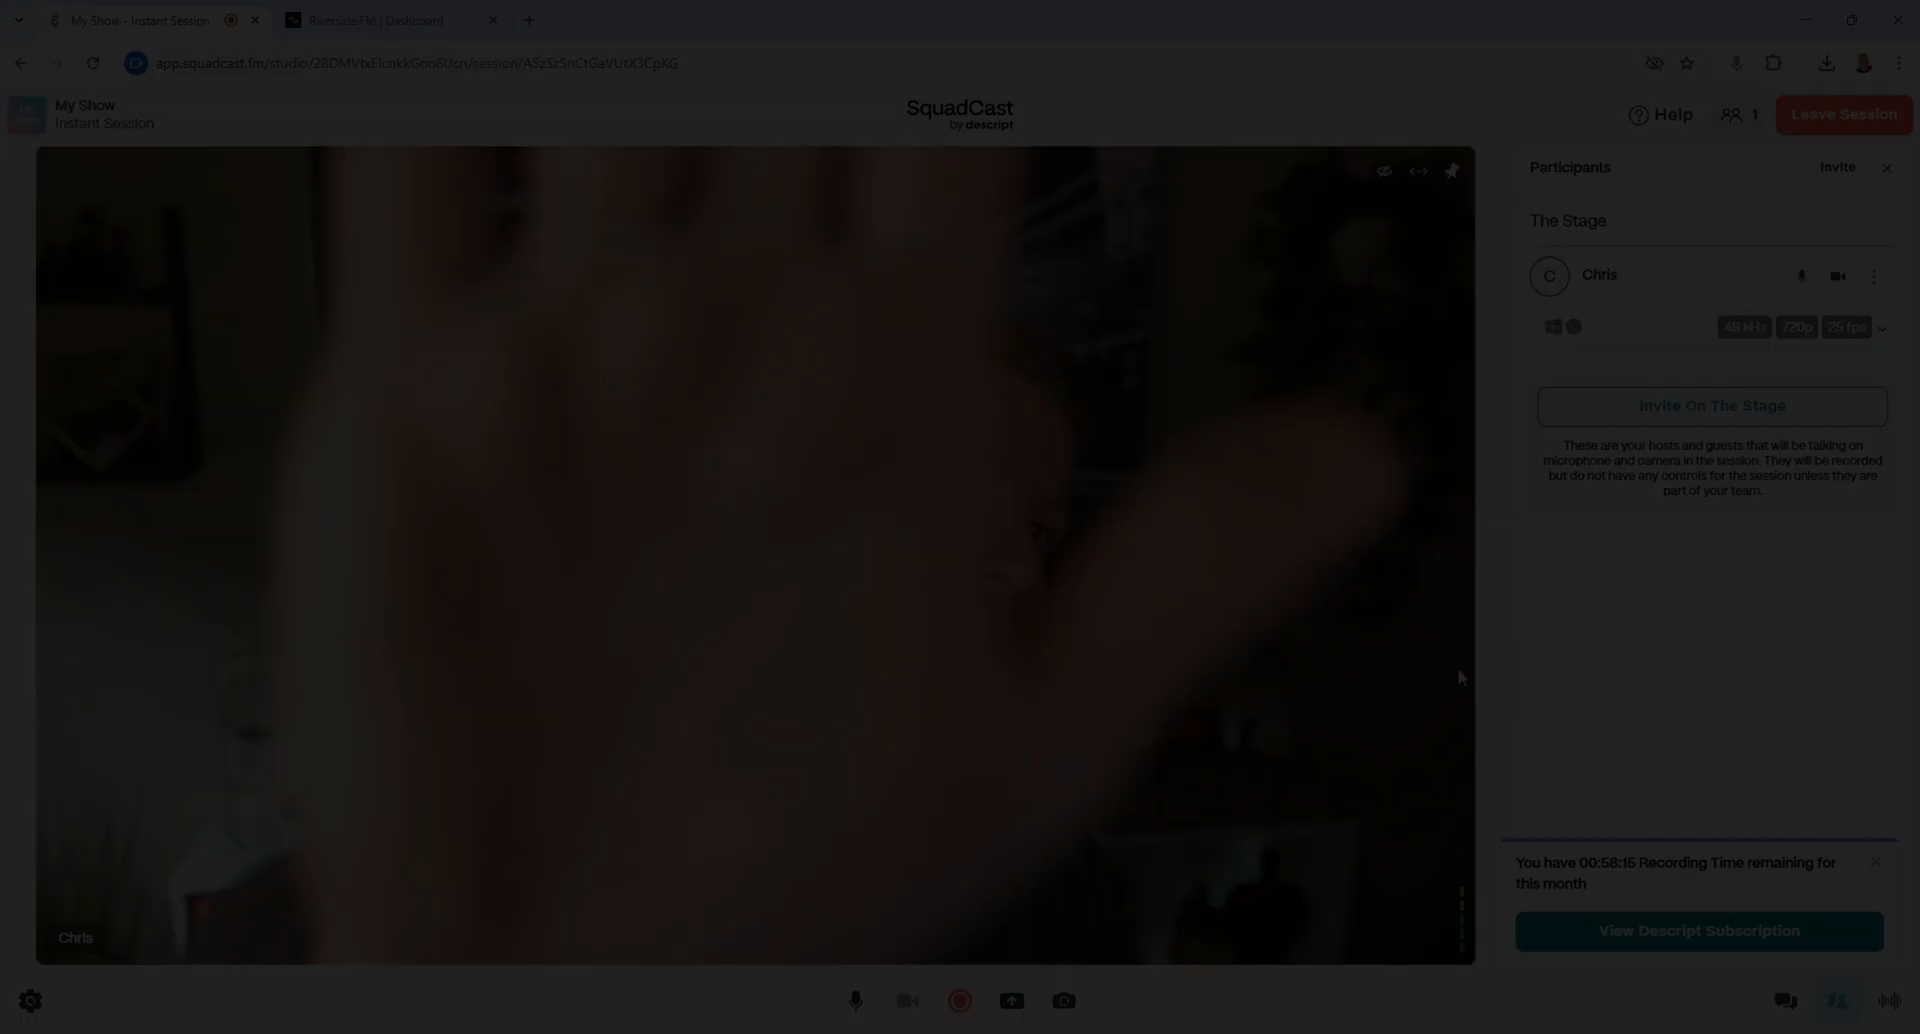 My Show - Instant Session
Riverside.FM | Dashboard
app.squadcast.fm/studio/
My Show
Instant Session
SquadCast
by descript
Help
1
Leave Session
Participants
Invite
The Stage
C
Chris
48 kHz
720p
25 fps
Invite On The Stage
These are your hosts and guests that will be talking on
microphone and camera in the session. They will be recorded
but do not have any controls for the session unless they are
part of your team.
You have 00:58:15 Recording Time remaining for
this month
View Descript Subscription
Chris